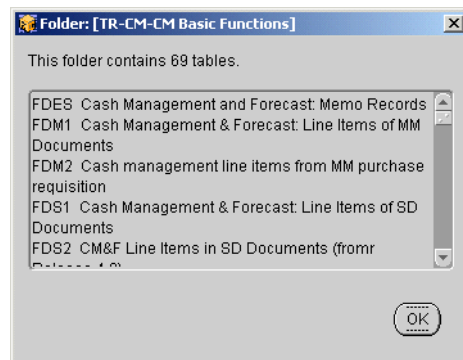 Folder: [TR-CM-CM Basic Functions]
This folder contains 69 tables.
FDES Cash Management and Forecast: Memo Records
FDM1 Cash Management & Forecast: Line Items of MM
Documents
FDM2 Cash management line items from MM purchase
requisition
FDS1 Cash Management & Forecast: Line Items of SD
Documents
FDS2 CM&F Line Items in SD Documents (fromr
OK